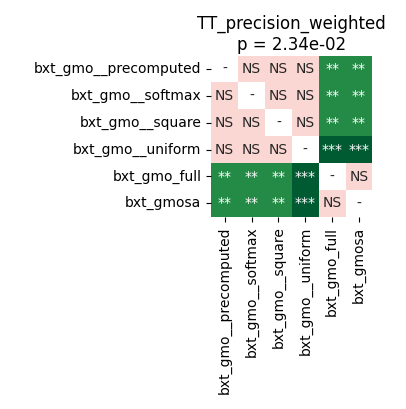 TT_precision_weighted
p = 2.34e-02
bxt_gmo__precomputed - NS NS NS ** **
bxt_gmo__softmax NS - NS NS ** **
bxt_gmo__square NS NS - NS ** **
bxt_gmo__uniform NS NS NS - *** ***
bxt_gmo_full ** ** ** *** - NS
bxt_gmosa ** ** ** *** NS -
bxt_gmo__precomputed
bxt_gmo__softmax
bxt_gmo__square
bxt_gmo__uniform
bxt_gmo_full
bxt_gmosa